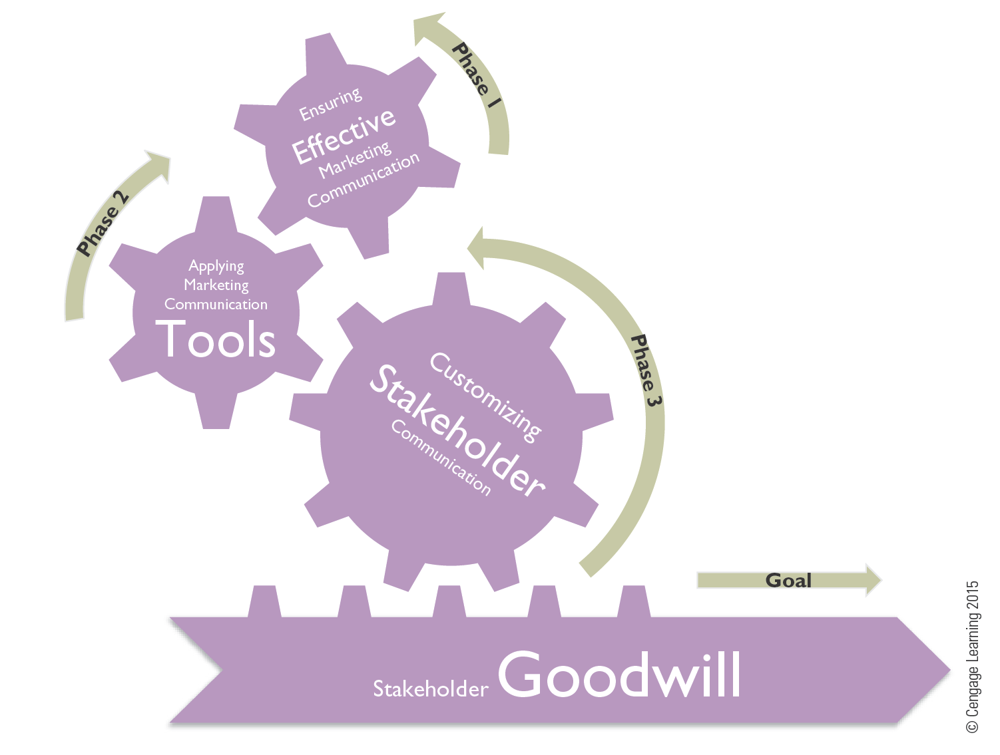 Phase 1
Ensuring
Effective
Marketing
Communication
Phase 2
Applying
Marketing
Communication
Tools
Phase 3
Customizing
Stakeholder
Communication
Goal
Stakeholder Goodwill
© Cengage Learning 2015